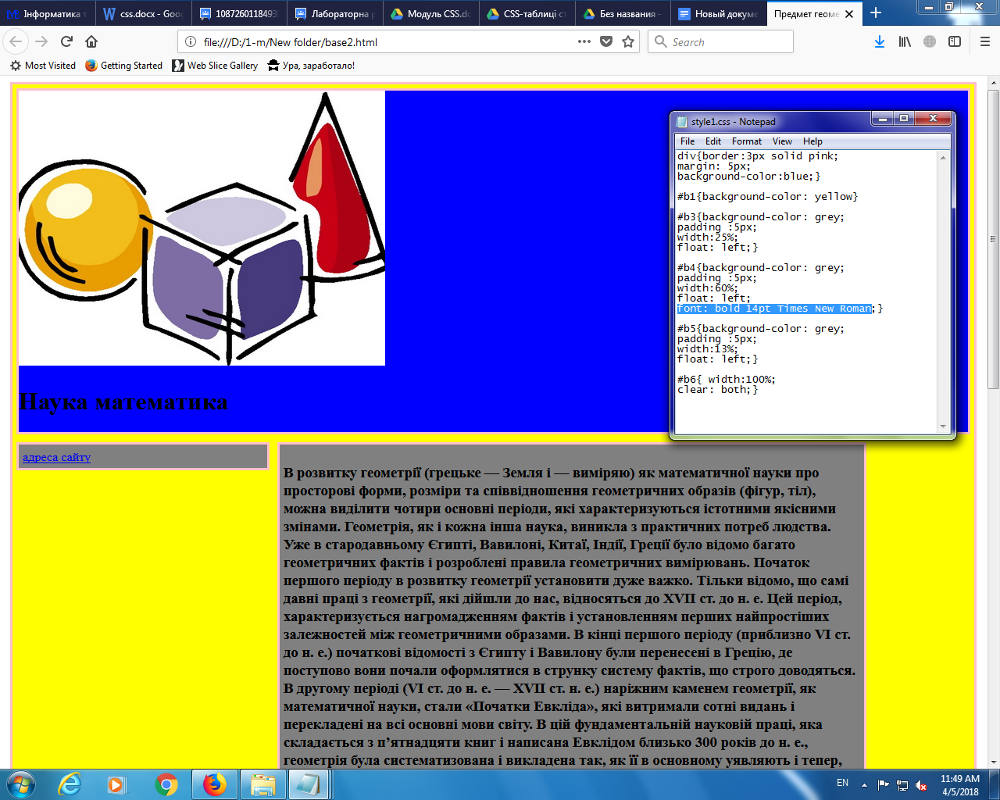 Інформатика т
css.docx - Goo
10872601184935
Лабораторна р
Модуль CSS.do
CSS-таблиці ст
Без названия –
Новый докуме
Предмет геоме
file:///D:/1-m/New folder/base2.html
Search
Most Visited
Getting Started
Web Slice Gallery
Ура, заработало!
Наука математика
style1.css - Notepad
File Edit Format View Help
div{border:3px solid pink;
margin: 5px;
background-color:blue;}
#b1{background-color: yellow}
#b3{background-color: grey;
padding :5px;
width:25%;
float: left;}
#b4{background-color: grey;
padding :5px;
width:60%;
float: left;
font: bold 14pt Times New Roman;}
#b5{background-color: grey;
padding :5px;
width:13%;
float: left;}
#b6{ width:100%;
clear: both;}
адреса сайту
В розвитку геометрії (грецьке — Земля і — виміряю) як математичної науки про
просторові форми, розміри та співвідношення геометричних образів (фігур, тіл),
можна виділити чотири основні періоди, які характеризуються істотними якісними
змінами. Геометрія, як і кожна інша наука, виникла з практичних потреб людства.
Уже в стародавньому Єгипті, Вавилоні, Китаї, Індії, Греції було відомо багато
геометричних фактів і розроблені правила геометричних вимірювань. Початок
першого періоду в розвитку геометрії установити дуже важко. Тільки відомо, що самі
давні праці з геометрії, які дійшли до нас, відносяться до XVII ст. до н. е. Цей період,
характеризується нагромадженням фактів і установленням перших найпростіших
залежностей між геометричними образами. В кінці першого періоду (приблизно VI ст.
до н. е.) початкові відомості з Єгипту і Вавилону були перенесені в Грецію, де
поступово вони почали оформлятися в струнку систему фактів, що строго доводяться.
В другому періоді (VI ст. до н. е. — XVII ст. н. е.) наріжним каменем геометрії, як
математичної науки, стали «Початки Евкліда», які витримали сотні видань і
перекладені на всі основні мови світу. В цій фундаментальній науковій праці, яка
складається з п’ятнадцяти книг і написана Евклідом близько 300 років до н. е.,
геометрія була систематизована і викладена так, як її в основному уявляють і тепер,
EN
11:49 AM
4/5/2018